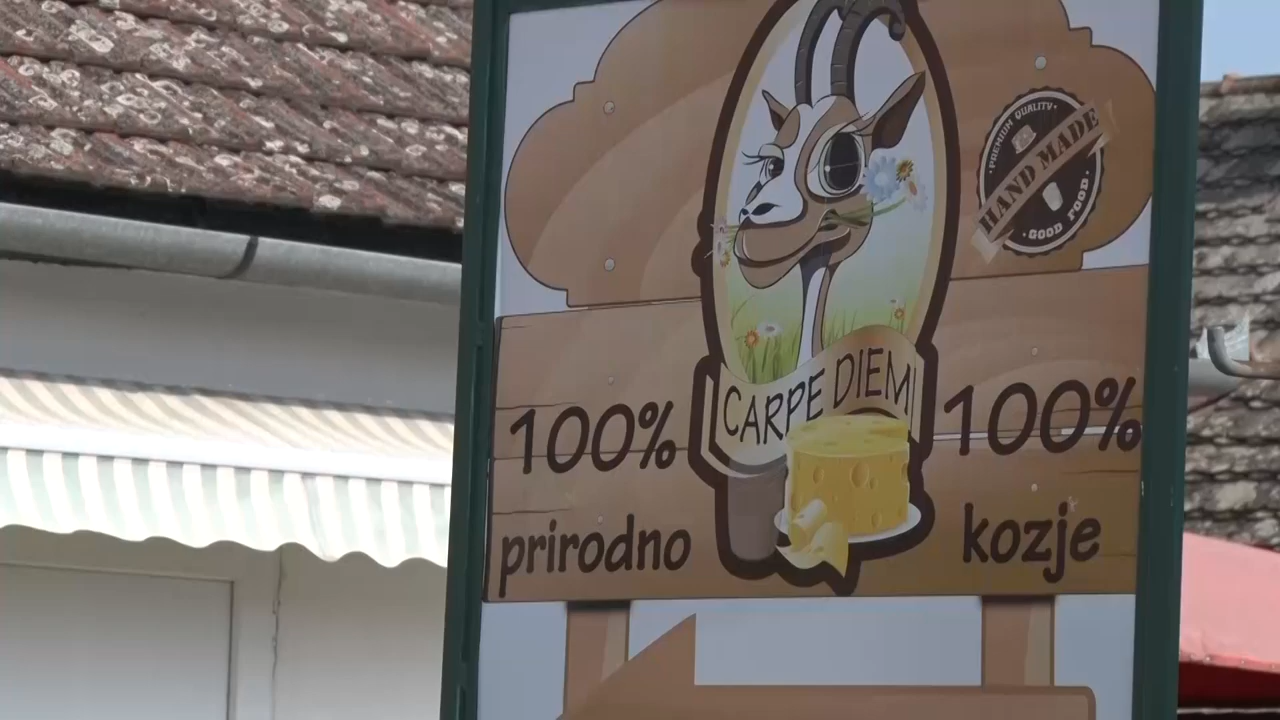 PREMIUM QUALITY
HAND MADE
GOOD FOOD
CARPE DIEM
100%
prirodno
100%
kozje